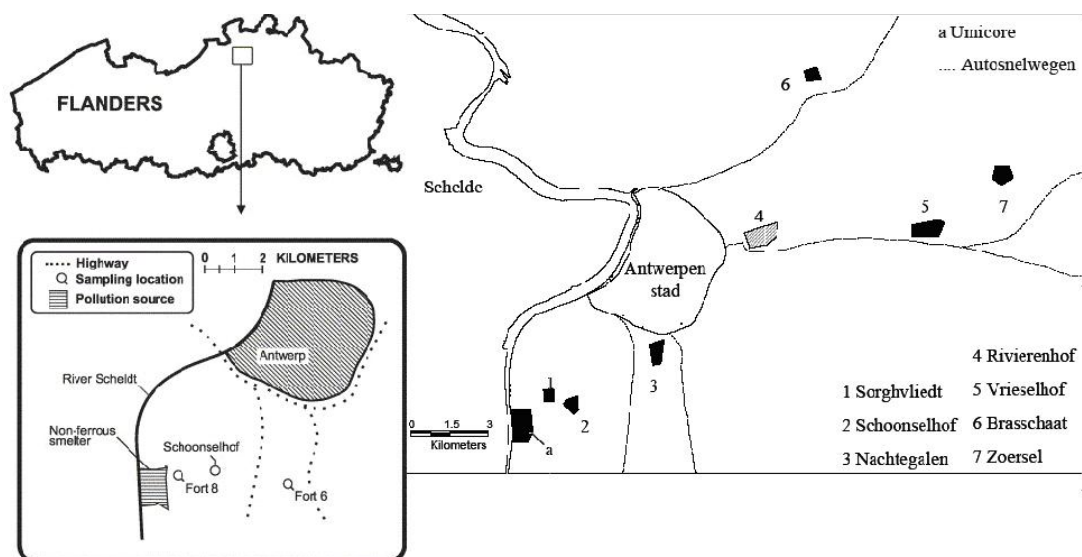 FLANDERS
Highway
0 1 2 KILOMETERS
Sampling location
Pollution source
Antwerp
River Scheldt
Non-ferrous
smelter
Schoonselhof
Fort 8
Fort 6
a Umicore
.... Autosnelwegen
6
7
Schelde
4
5
Antwerpen
stad
3
1
2
a
0 1.5 3
Kilometers
4 Rivierenhof
1 Sorghvliedt
5 Vrieselhof
2 Schoonselhof
6 Brasschaat
3 Nachtegalen
7 Zoersel